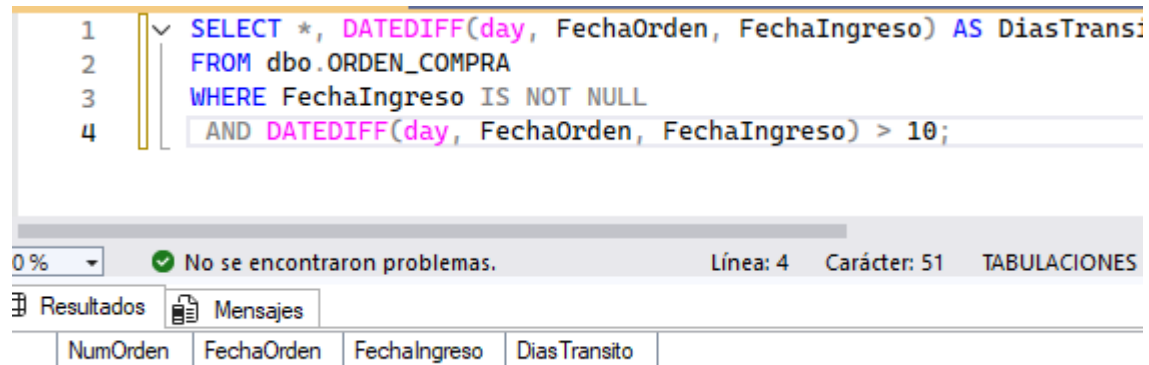 1 SELECT *, DATEDIFF(day, FechaOrden, FechaIngreso) AS DiasTransi
2 FROM dbo.ORDEN_COMPRA
3 WHERE FechaIngreso IS NOT NULL
4 AND DATEDIFF(day, FechaOrden, FechaIngreso) > 10;
0 % No se encontraron problemas. Línea: 4 Carácter: 51 TABULACIONES
Resultados Mensajes
NumOrden FechaOrden FechaIngreso DiasTransito